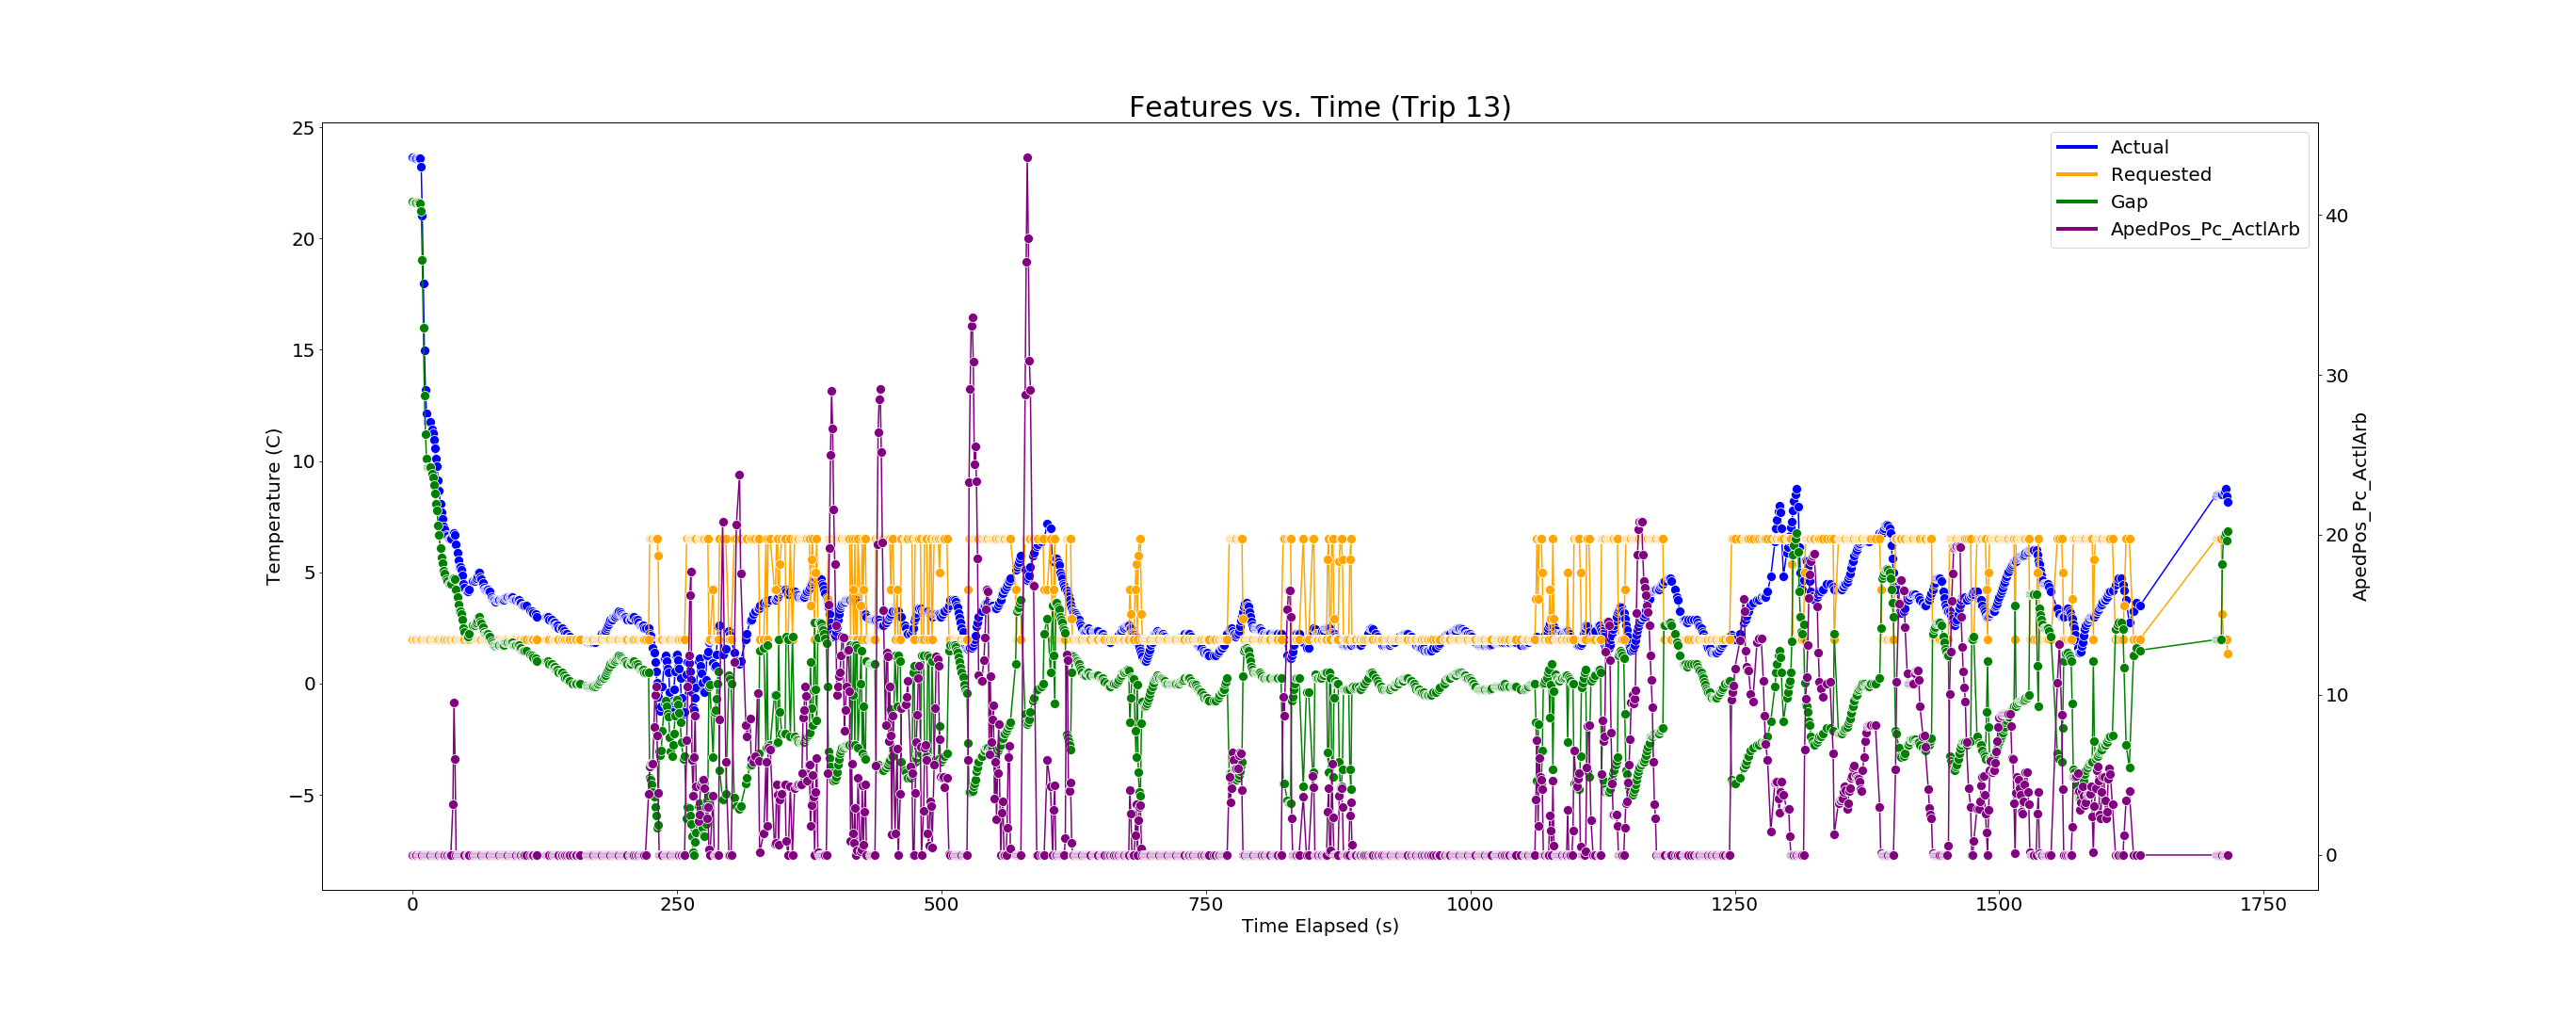 Features vs. Time (Trip 13)
25
20
15
10
5
0
−5
Temperature (C)
Actual
Requested
Gap
ApedPos_Pc_ActlArb
40
30
20
10
0
ApedPos_Pc_ActlArb
0
250
500
750
1000
1250
1500
1750
Time Elapsed (s)